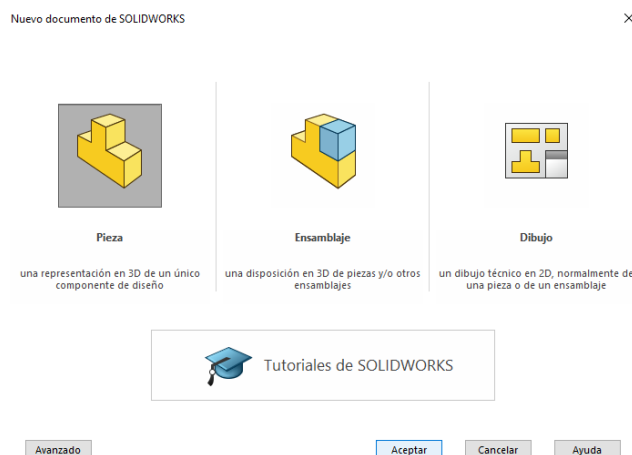 Nuevo documento de SOLIDWORKS
Pieza
una representación en 3D de un único
componente de diseño
Ensamblaje
una disposición en 3D de piezas y/o otros
ensamblajes
Dibujo
un dibujo técnico en 2D, normalmente de
una pieza o de un ensamblaje
Tutoriales de SOLIDWORKS
Avanzado
Aceptar
Cancelar
Ayuda